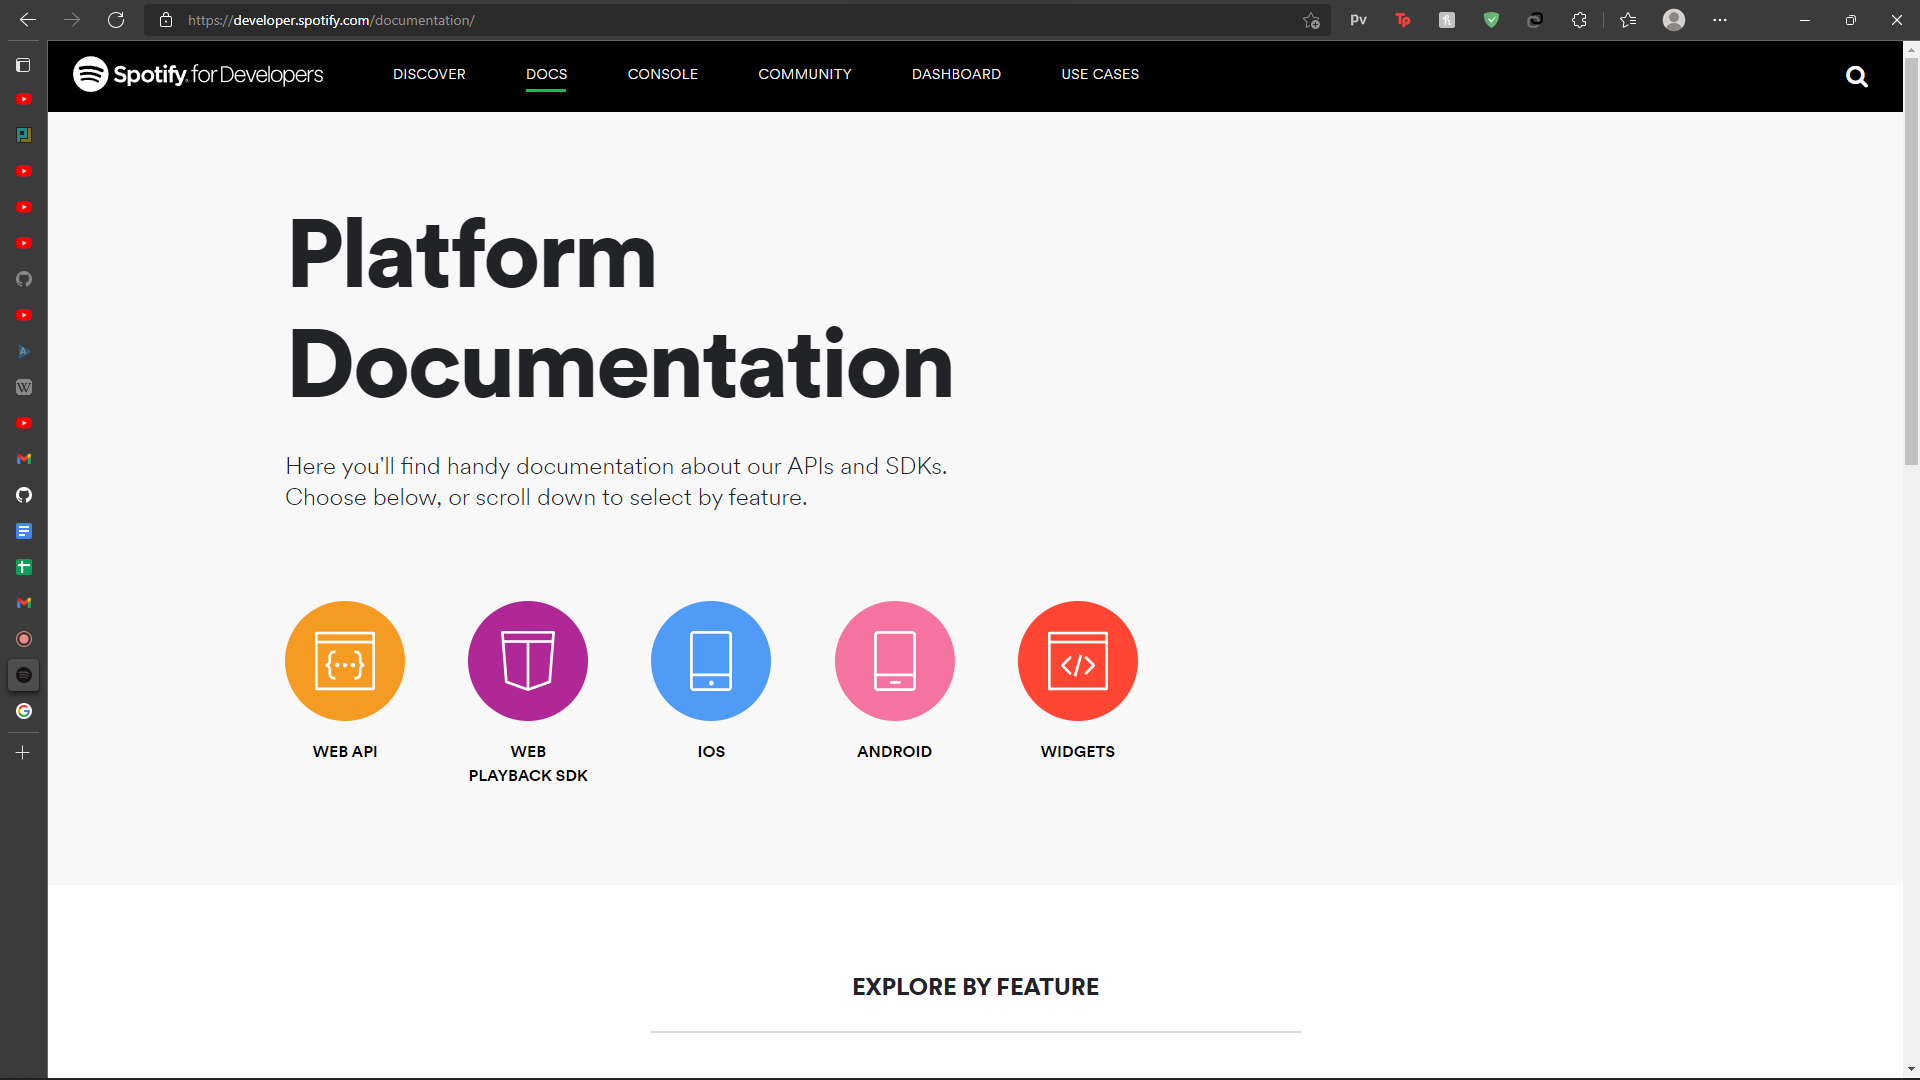 https://developer.spotify.com/documentation/
Spotify for Developers
DISCOVER
DOCS
CONSOLE
COMMUNITY
DASHBOARD
USE CASES
Platform
Documentation
Here you'll find handy documentation about our APIs and SDKs.
Choose below, or scroll down to select by feature.
WEB API
WEB
PLAYBACK SDK
IOS
ANDROID
WIDGETS
EXPLORE BY FEATURE